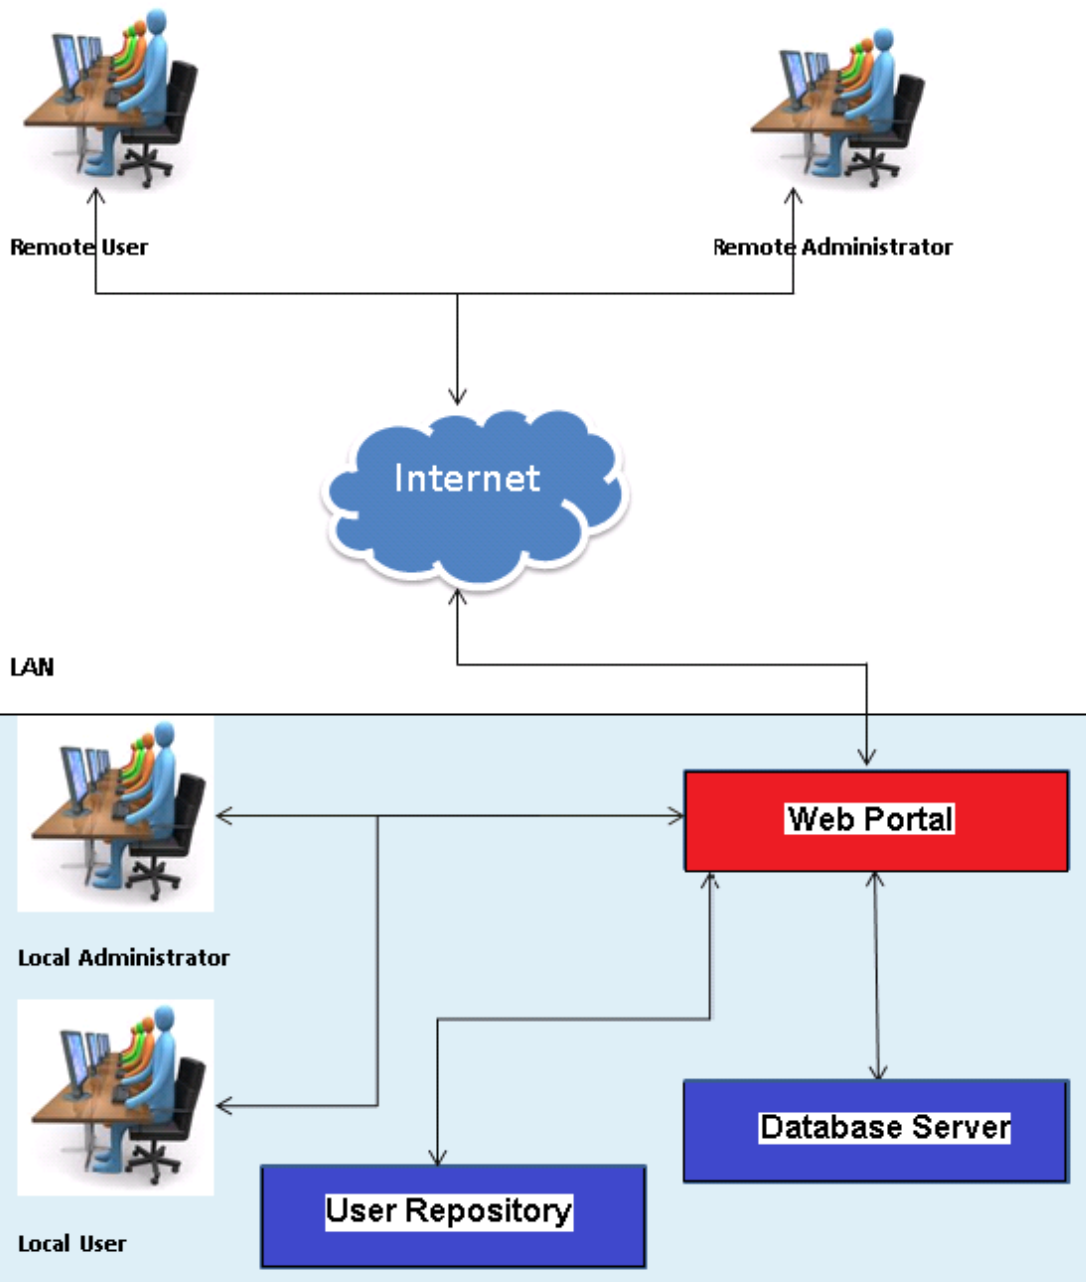 Remote User
Remote Administrator
Internet
LAN
Web Portal
Local Administrator
Database Server
User Repository
Local User